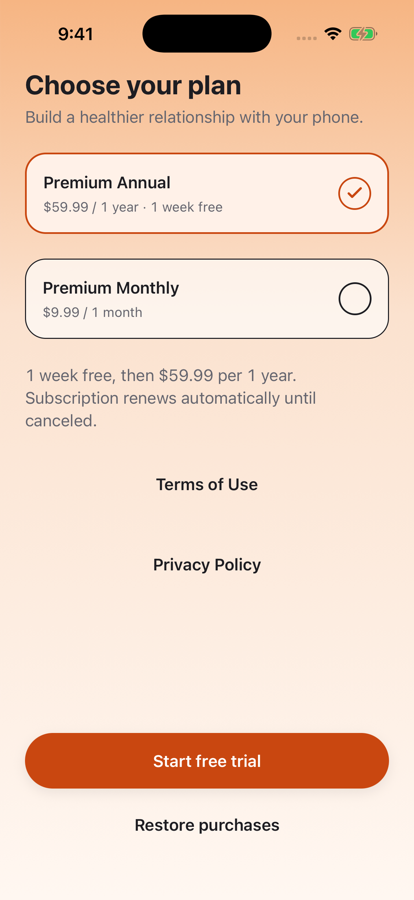 9:41
Choose your plan
Build a healthier relationship with your phone.
Premium Annual
$59.99 / 1 year · 1 week free
Premium Monthly
$9.99 / 1 month
1 week free, then $59.99 per 1 year.
Subscription renews automatically until
canceled.
Terms of Use
Privacy Policy
Start free trial
Restore purchases